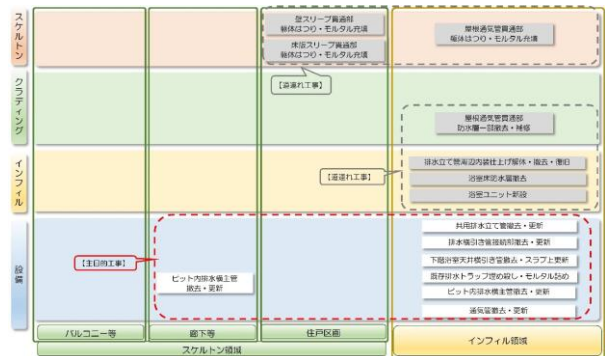 スケルトン
壁スリーブ貫通部
躯体はつり・モルタル充填
床版スリーブ貫通部
躯体はつり・モルタル充填
屋根通気管貫通部
躯体はつり・モルタル充填
【道連れ工事】
クラディング
屋根通気管貫通部
防水層一部撤去・補修
インフィル
【道連れ工事】
排水立て管周辺内装仕上げ解体・撤去・復旧
浴室床防水層撤去
浴室ユニット新設
設備
【主目的工事】
ピット内排水横主管
撤去・更新
共用排水立て管撤去・更新
排水横引き管接続部撤去・更新
下階浴室天井横引き管撤去・スラブ上更新
既存排水トラップ埋め殺し・モルタル詰め
ピット内排水横主管撤去・更新
通気管撤去・更新
バルコニー等
廊下等
住戸区画
インフィル領域
スケルトン領域